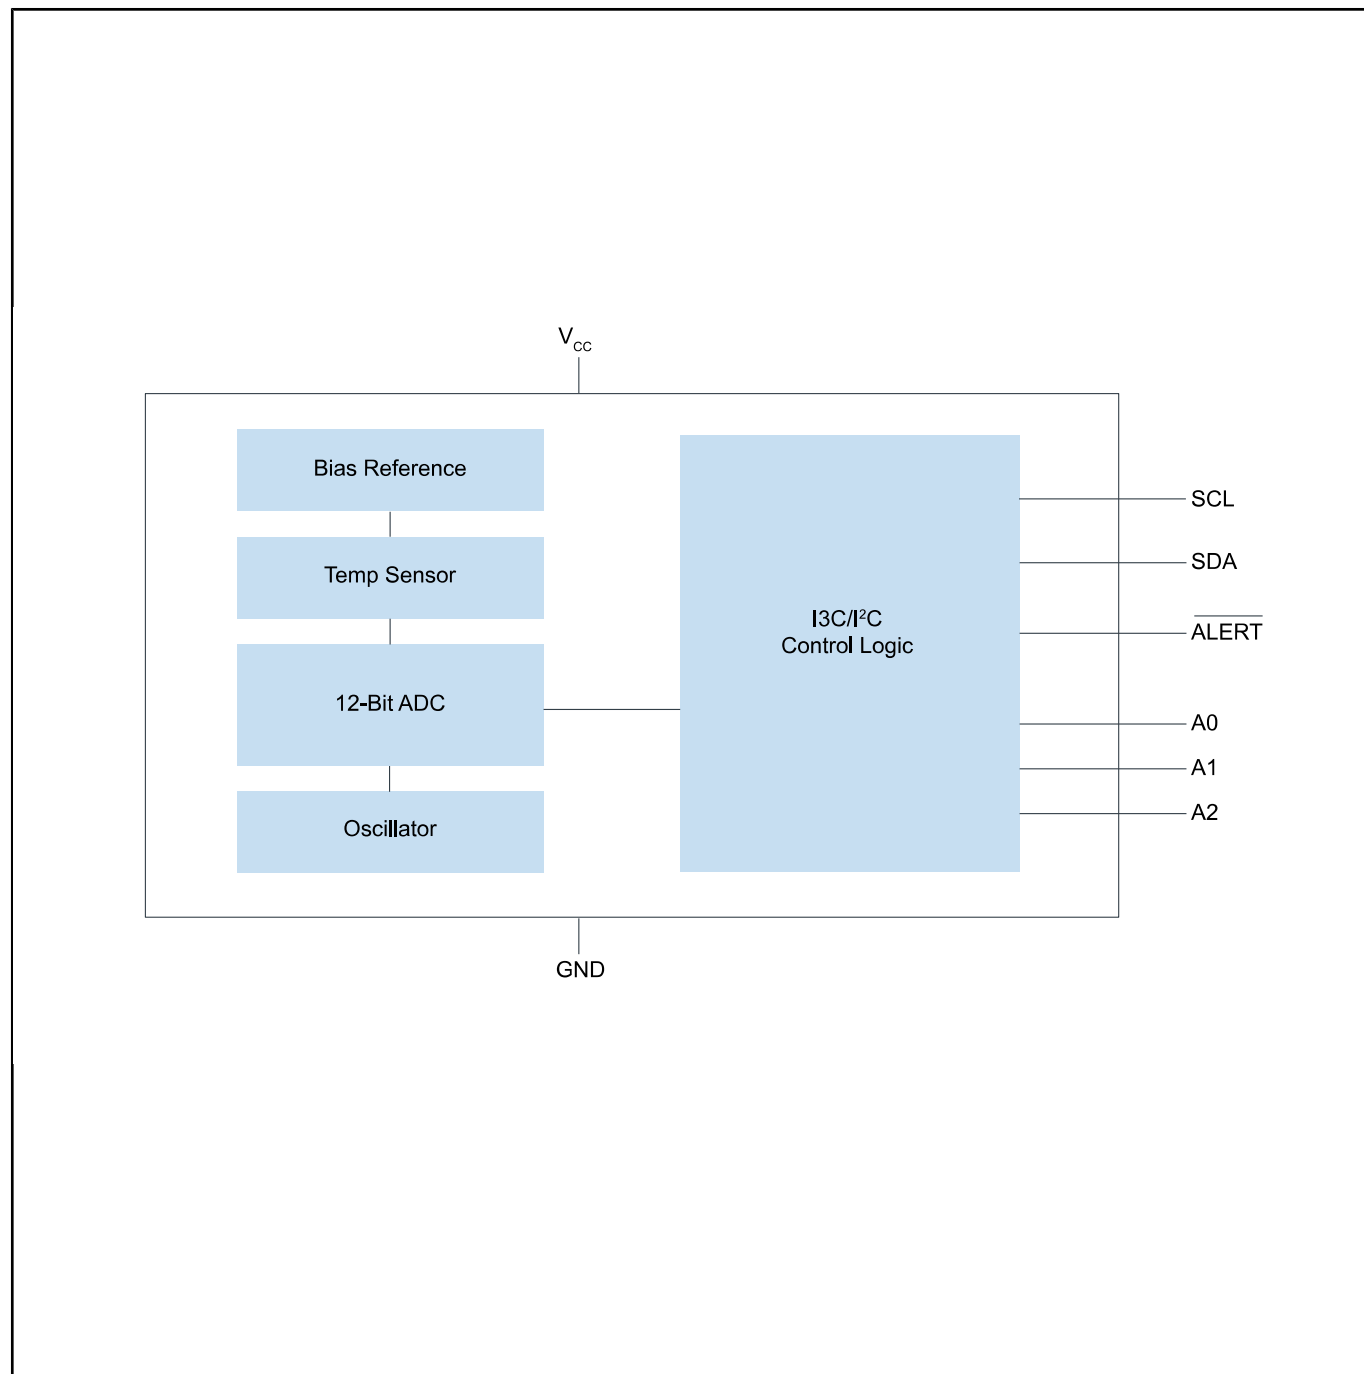 V_CC
Bias Reference
Temp Sensor
12-Bit ADC
Oscillator
I3C/I²C
Control Logic
SCL
SDA
ALERT
A0
A1
A2
GND